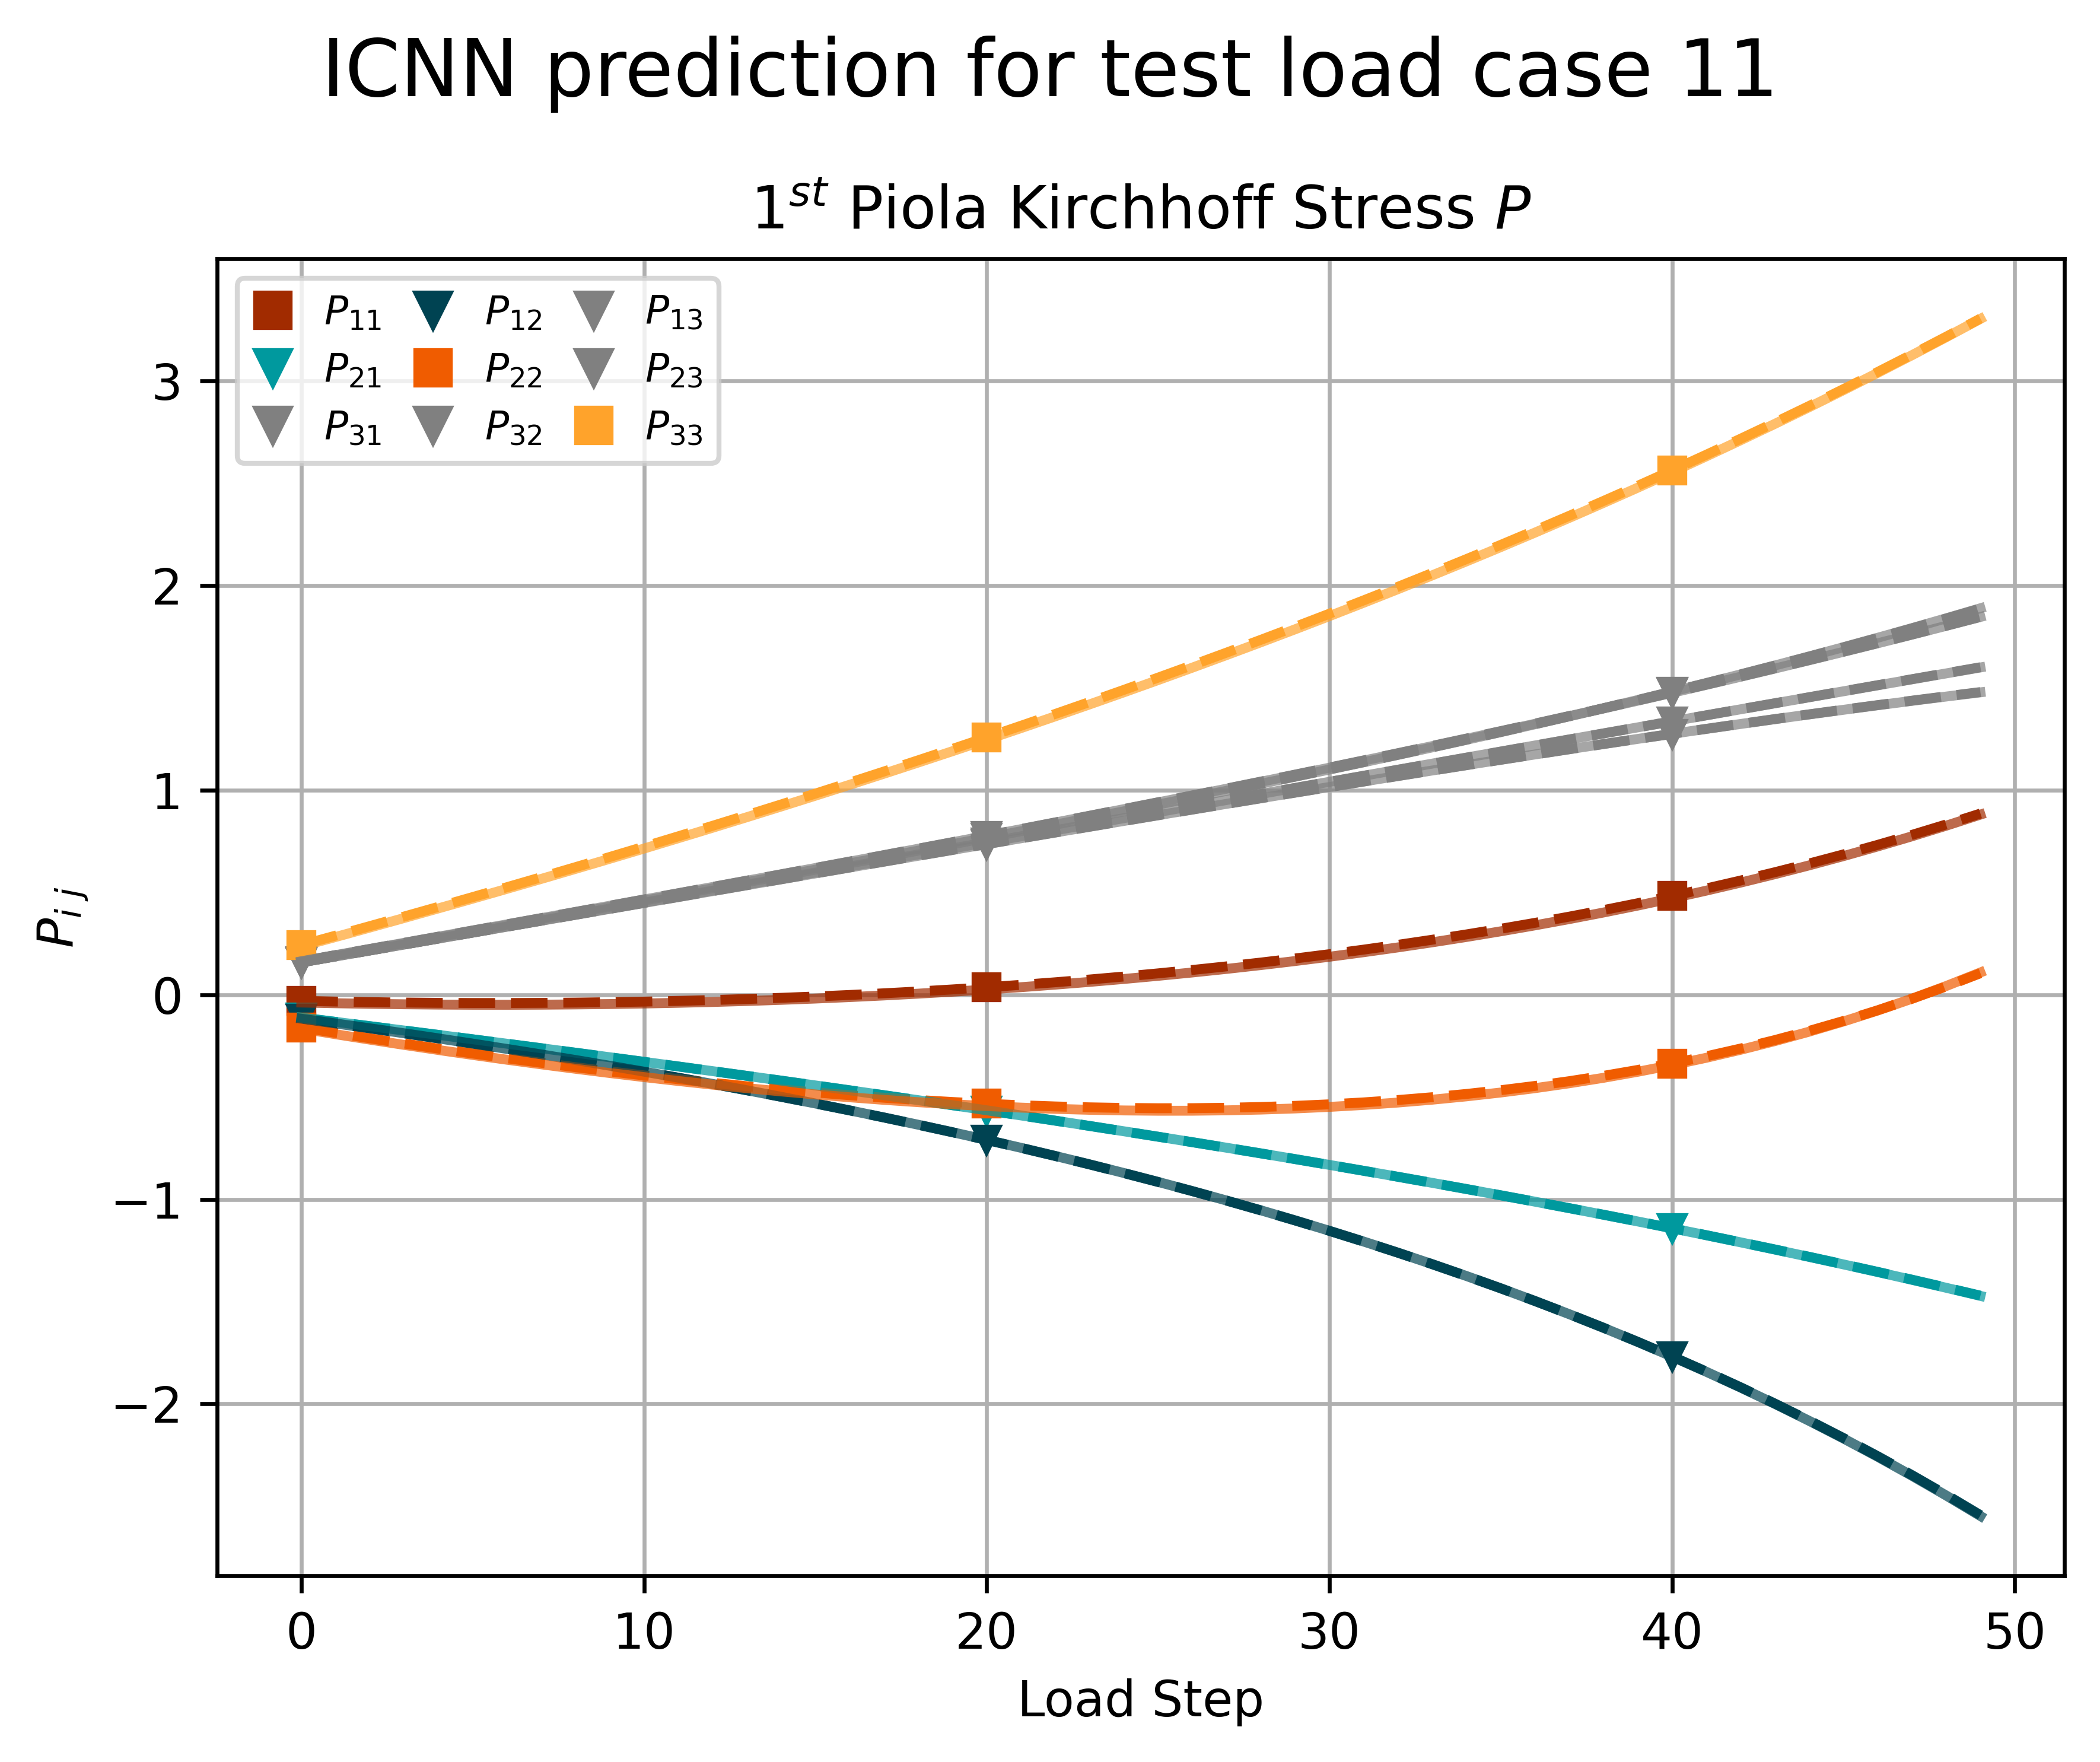 ICNN prediction for test load case 11
1st Piola Kirchhoff Stress P
P11 P12 P13
P21 P22 P23
P31 P32 P33
3
2
1
0
−1
−2
Pi j
0 10 20 30 40 50
Load Step